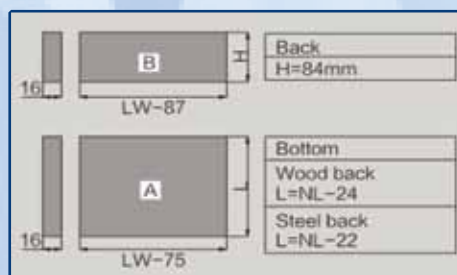 B
H
16
LW-87
Back
H=84mm
A
L
16
LW-75
Bottom
Wood back
L=NL-24
Steel back
L=NL-22